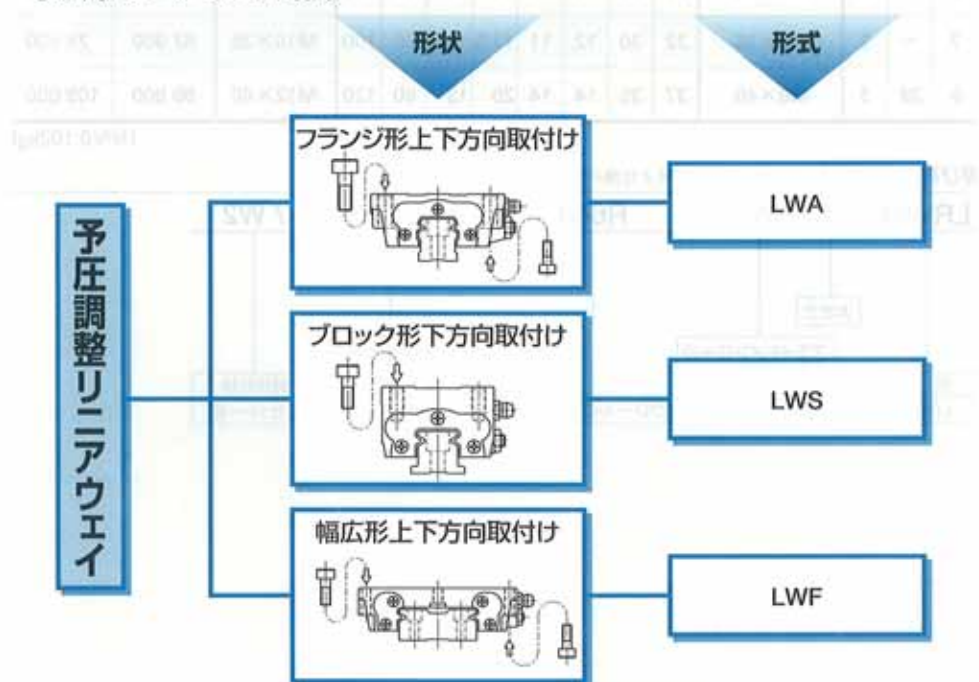 形状
形式
予圧調整リニアウェイ
フランジ形上下方向取付け
LWA
ブロック形下方向取付け
LWS
幅広形上下方向取付け
LWF